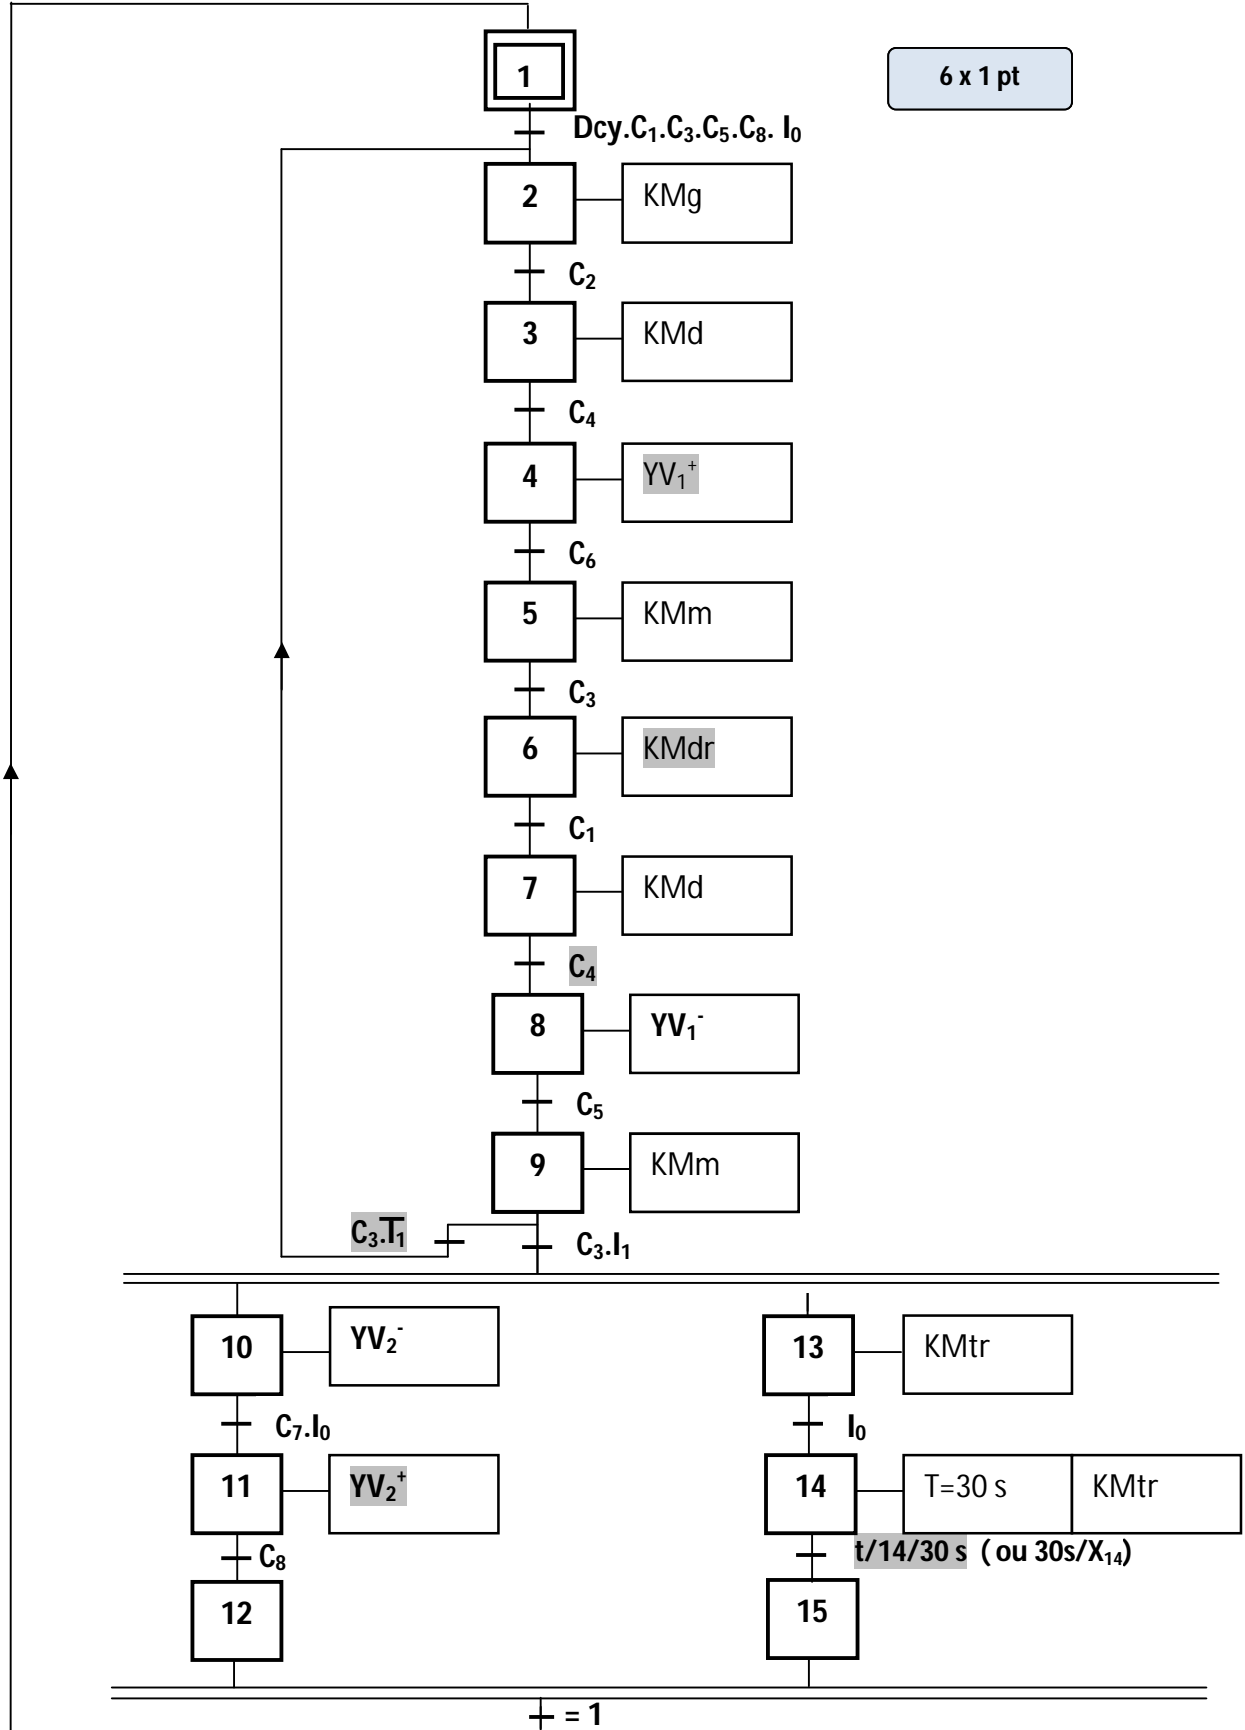 1
6 x 1 pt
Dcy.C₁.C₃.C₅.C₈. I₀
2 KMg
C₂
3 KMd
C₄
4 YV₁⁺
C₆
5 KMm
C₃
6 KMdr
C₁
7 KMd
C₄
8 YV₁⁻
C₅
9 KMm
C₃.I̅₁
C₃.I₁
10 YV₂⁻
13 KMtr
C₇.I₀
I₀
11 YV₂⁺
14 T=30 s KMtr
C₈
t/14/30 s ( ou 30s/X₁₄)
12
15
= 1